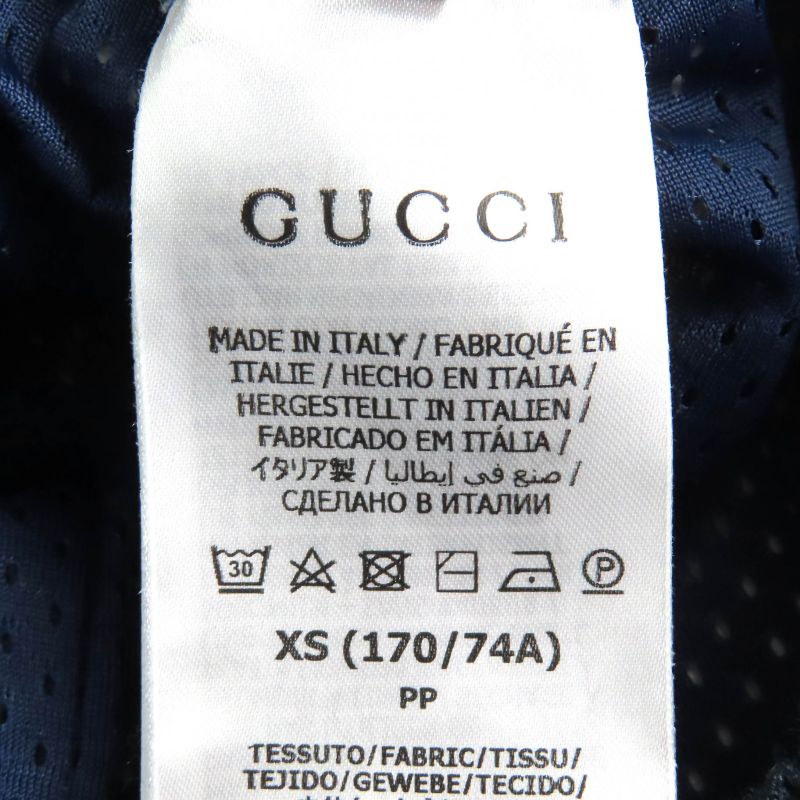 GUCCI
MADE IN ITALY / FABRIQUÉ EN
ITALIE / HECHO EN ITALIA /
HERGESTELLT IN ITALIEN /
FABRICADO EM ITÁLIA /
イタリア製 / صنع في إيطاليا /
СДЕЛАНО В ИТАЛИИ
30 P
XS (170/74A)
PP
TESSUTO/FABRIC/TISSU/
TEJIDO/GEWEBE/TECIDO/